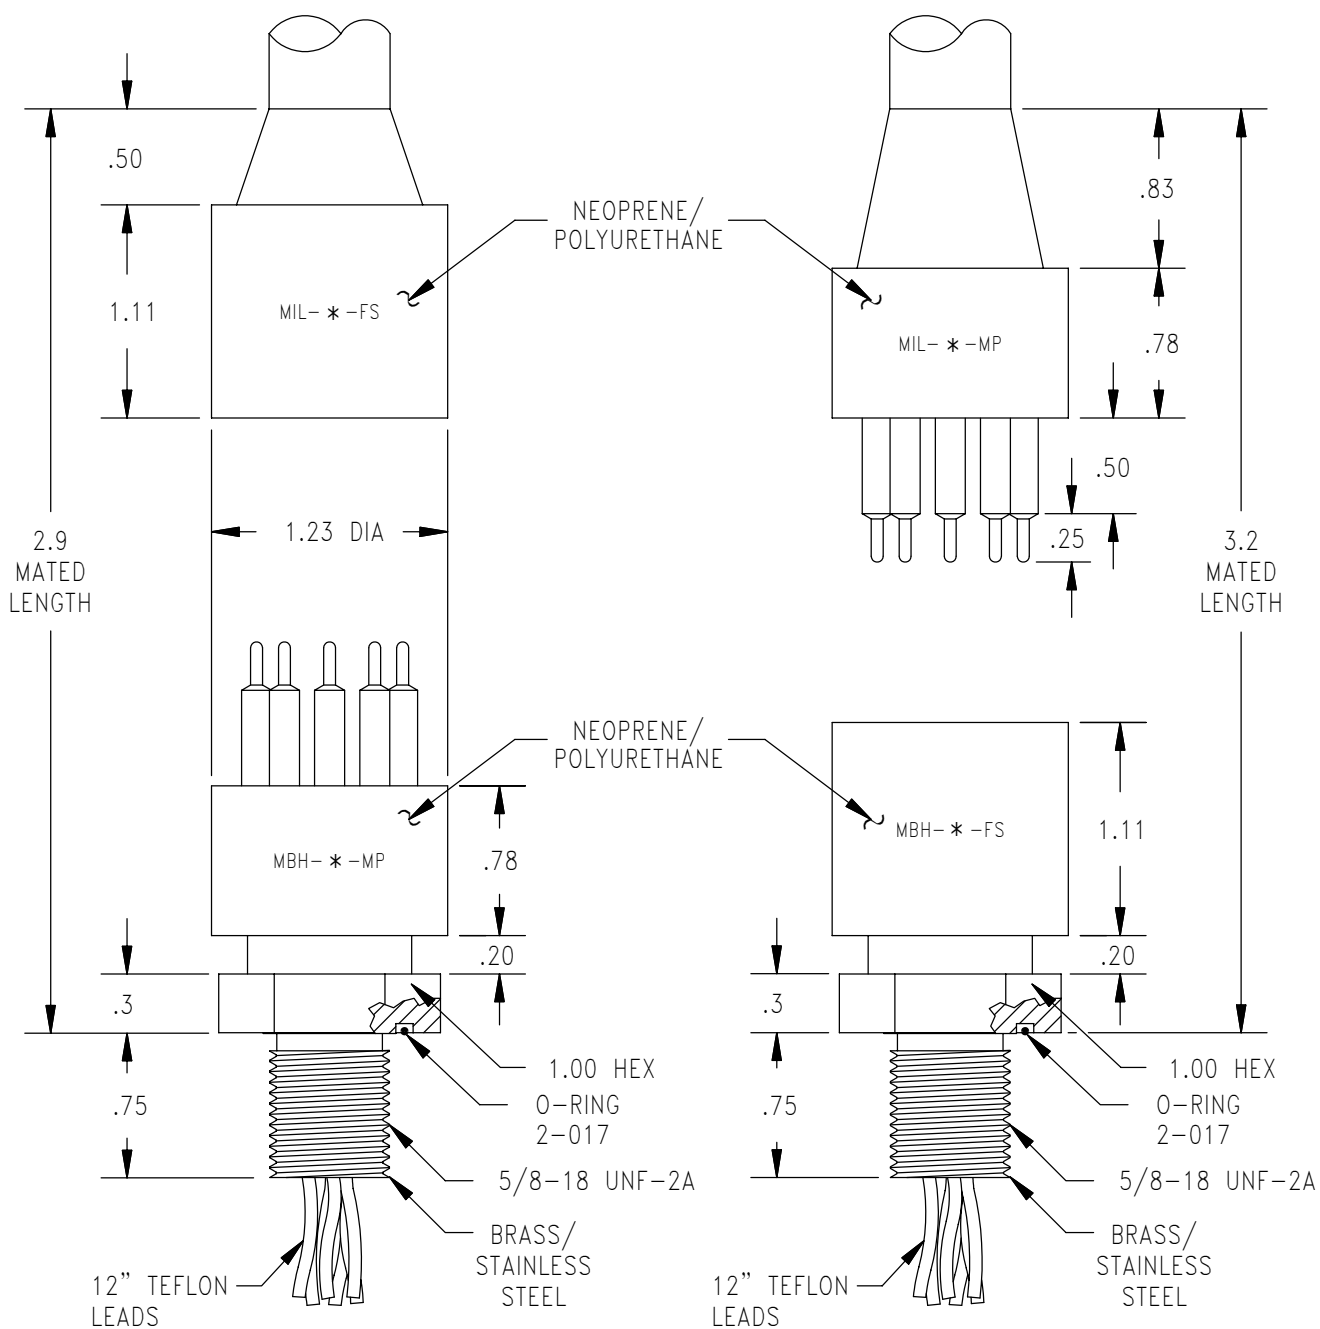 .50
NEOPRENE/
POLYURETHANE
.83
1.11
MIL-*-FS
MIL-*-MP
.78
.50
2.9
MATED
LENGTH
1.23 DIA
.25
3.2
MATED
LENGTH
NEOPRENE/
POLYURETHANE
MBH-*-MP
.78
MBH-*-FS
1.11
.20
.20
.3
.3
1.00 HEX
1.00 HEX
.75
O-RING
2-017
.75
O-RING
2-017
5/8-18 UNF-2A
5/8-18 UNF-2A
BRASS/
STAINLESS
STEEL
BRASS/
STAINLESS
STEEL
12” TEFLON
LEADS
12” TEFLON
LEADS